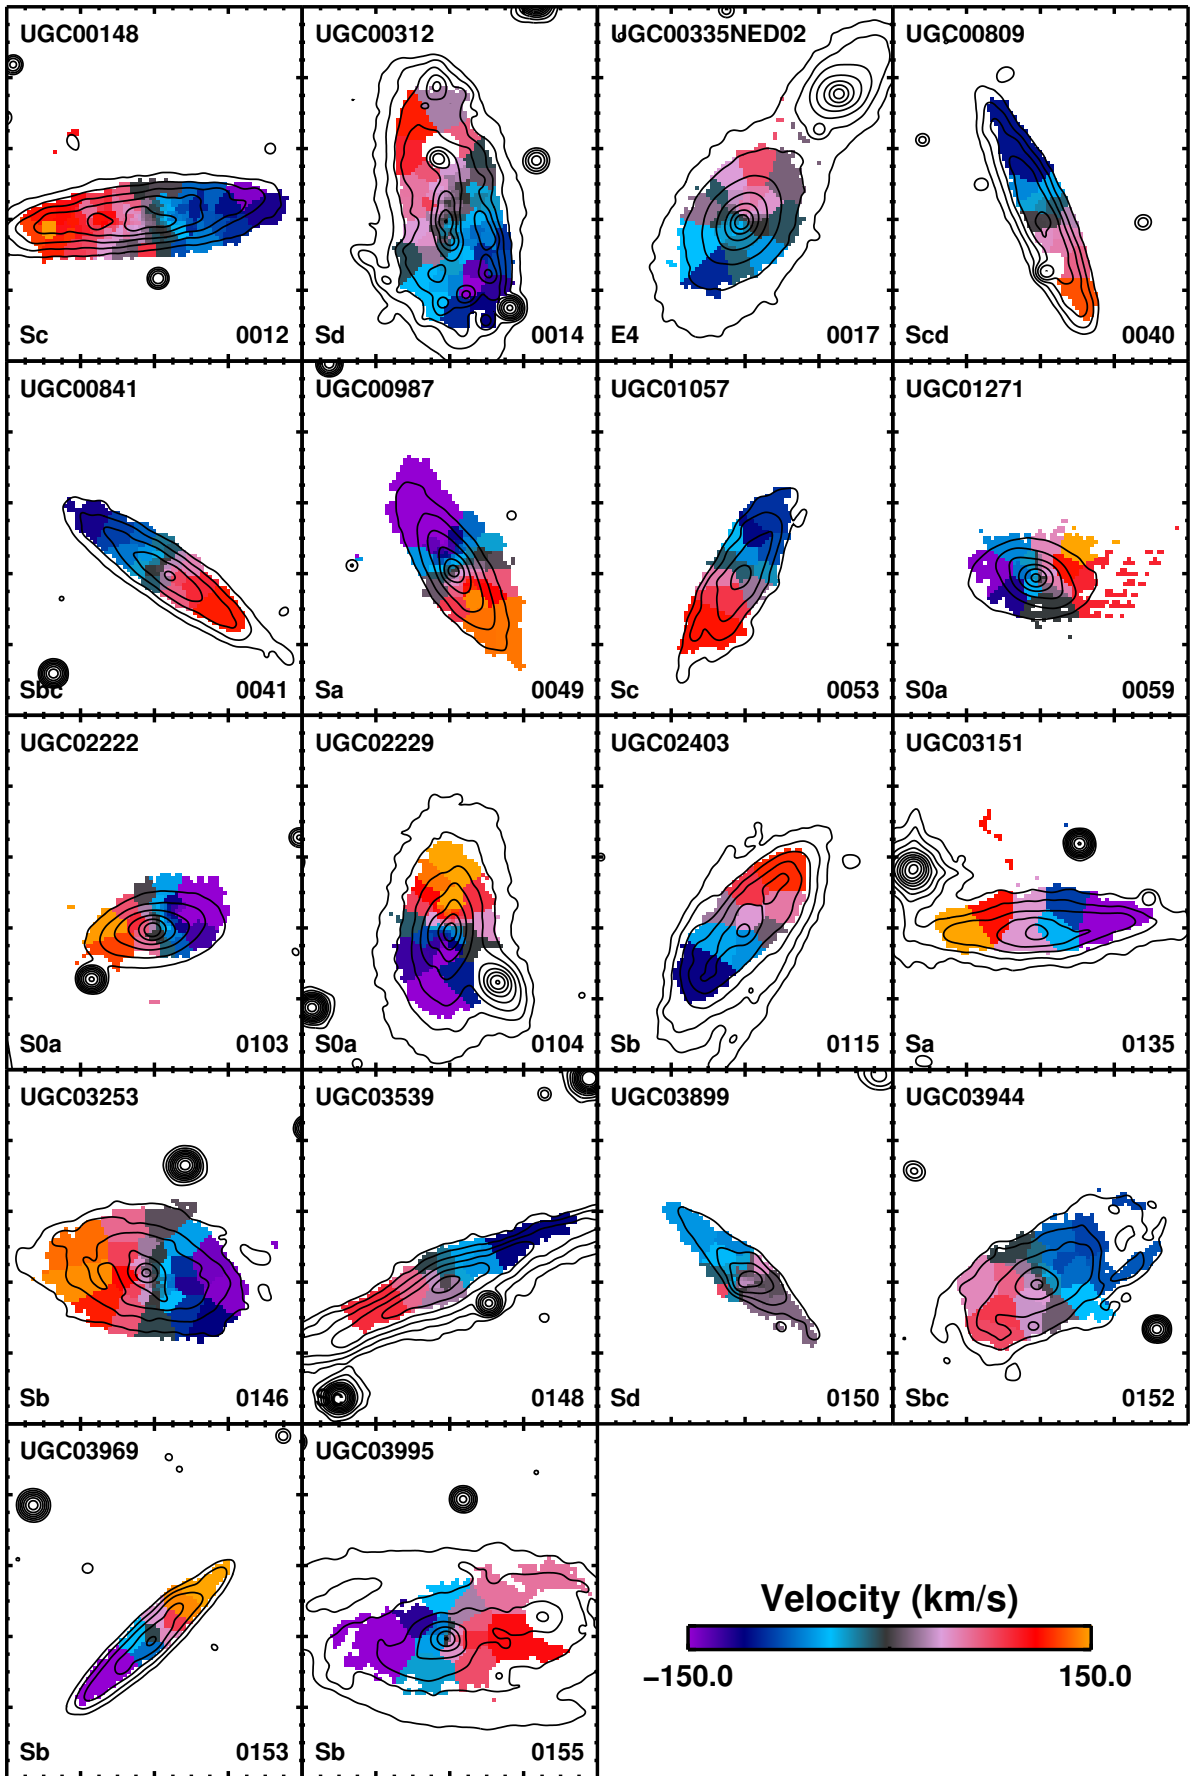 UGC00148 UGC00312 UGC00335NED02 UGC00809
Sc 0012 Sd 0014 E4 0017 Scd 0040
UGC00841 UGC00987 UGC01057 UGC01271
Sbc 0041 Sa 0049 Sc 0053 S0a 0059
UGC02222 UGC02229 UGC02403 UGC03151
S0a 0103 S0a 0104 Sb 0115 Sa 0135
UGC03253 UGC03539 UGC03899 UGC03944
Sb 0146 0148 Sd 0150 Sbc 0152
UGC03969 UGC03995
Velocity (km/s)
−150.0 150.0
Sb 0153 Sb 0155